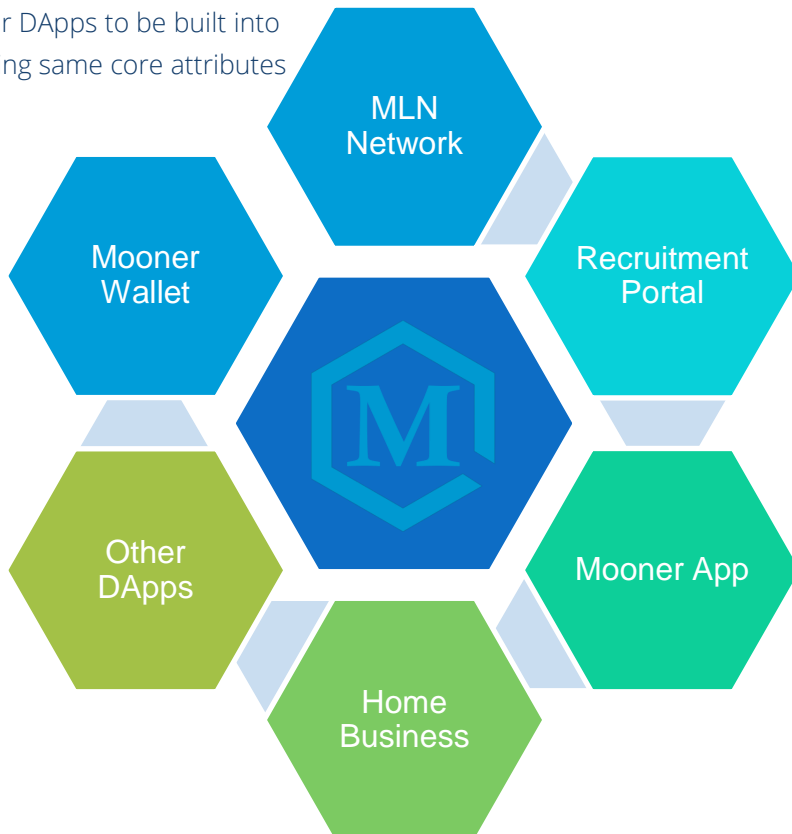 r DApps to be built into
ing same core attributes
MLN
Network
Mooner
Wallet
Recruitment
Portal
M
Other
DApps
Mooner App
Home
Business